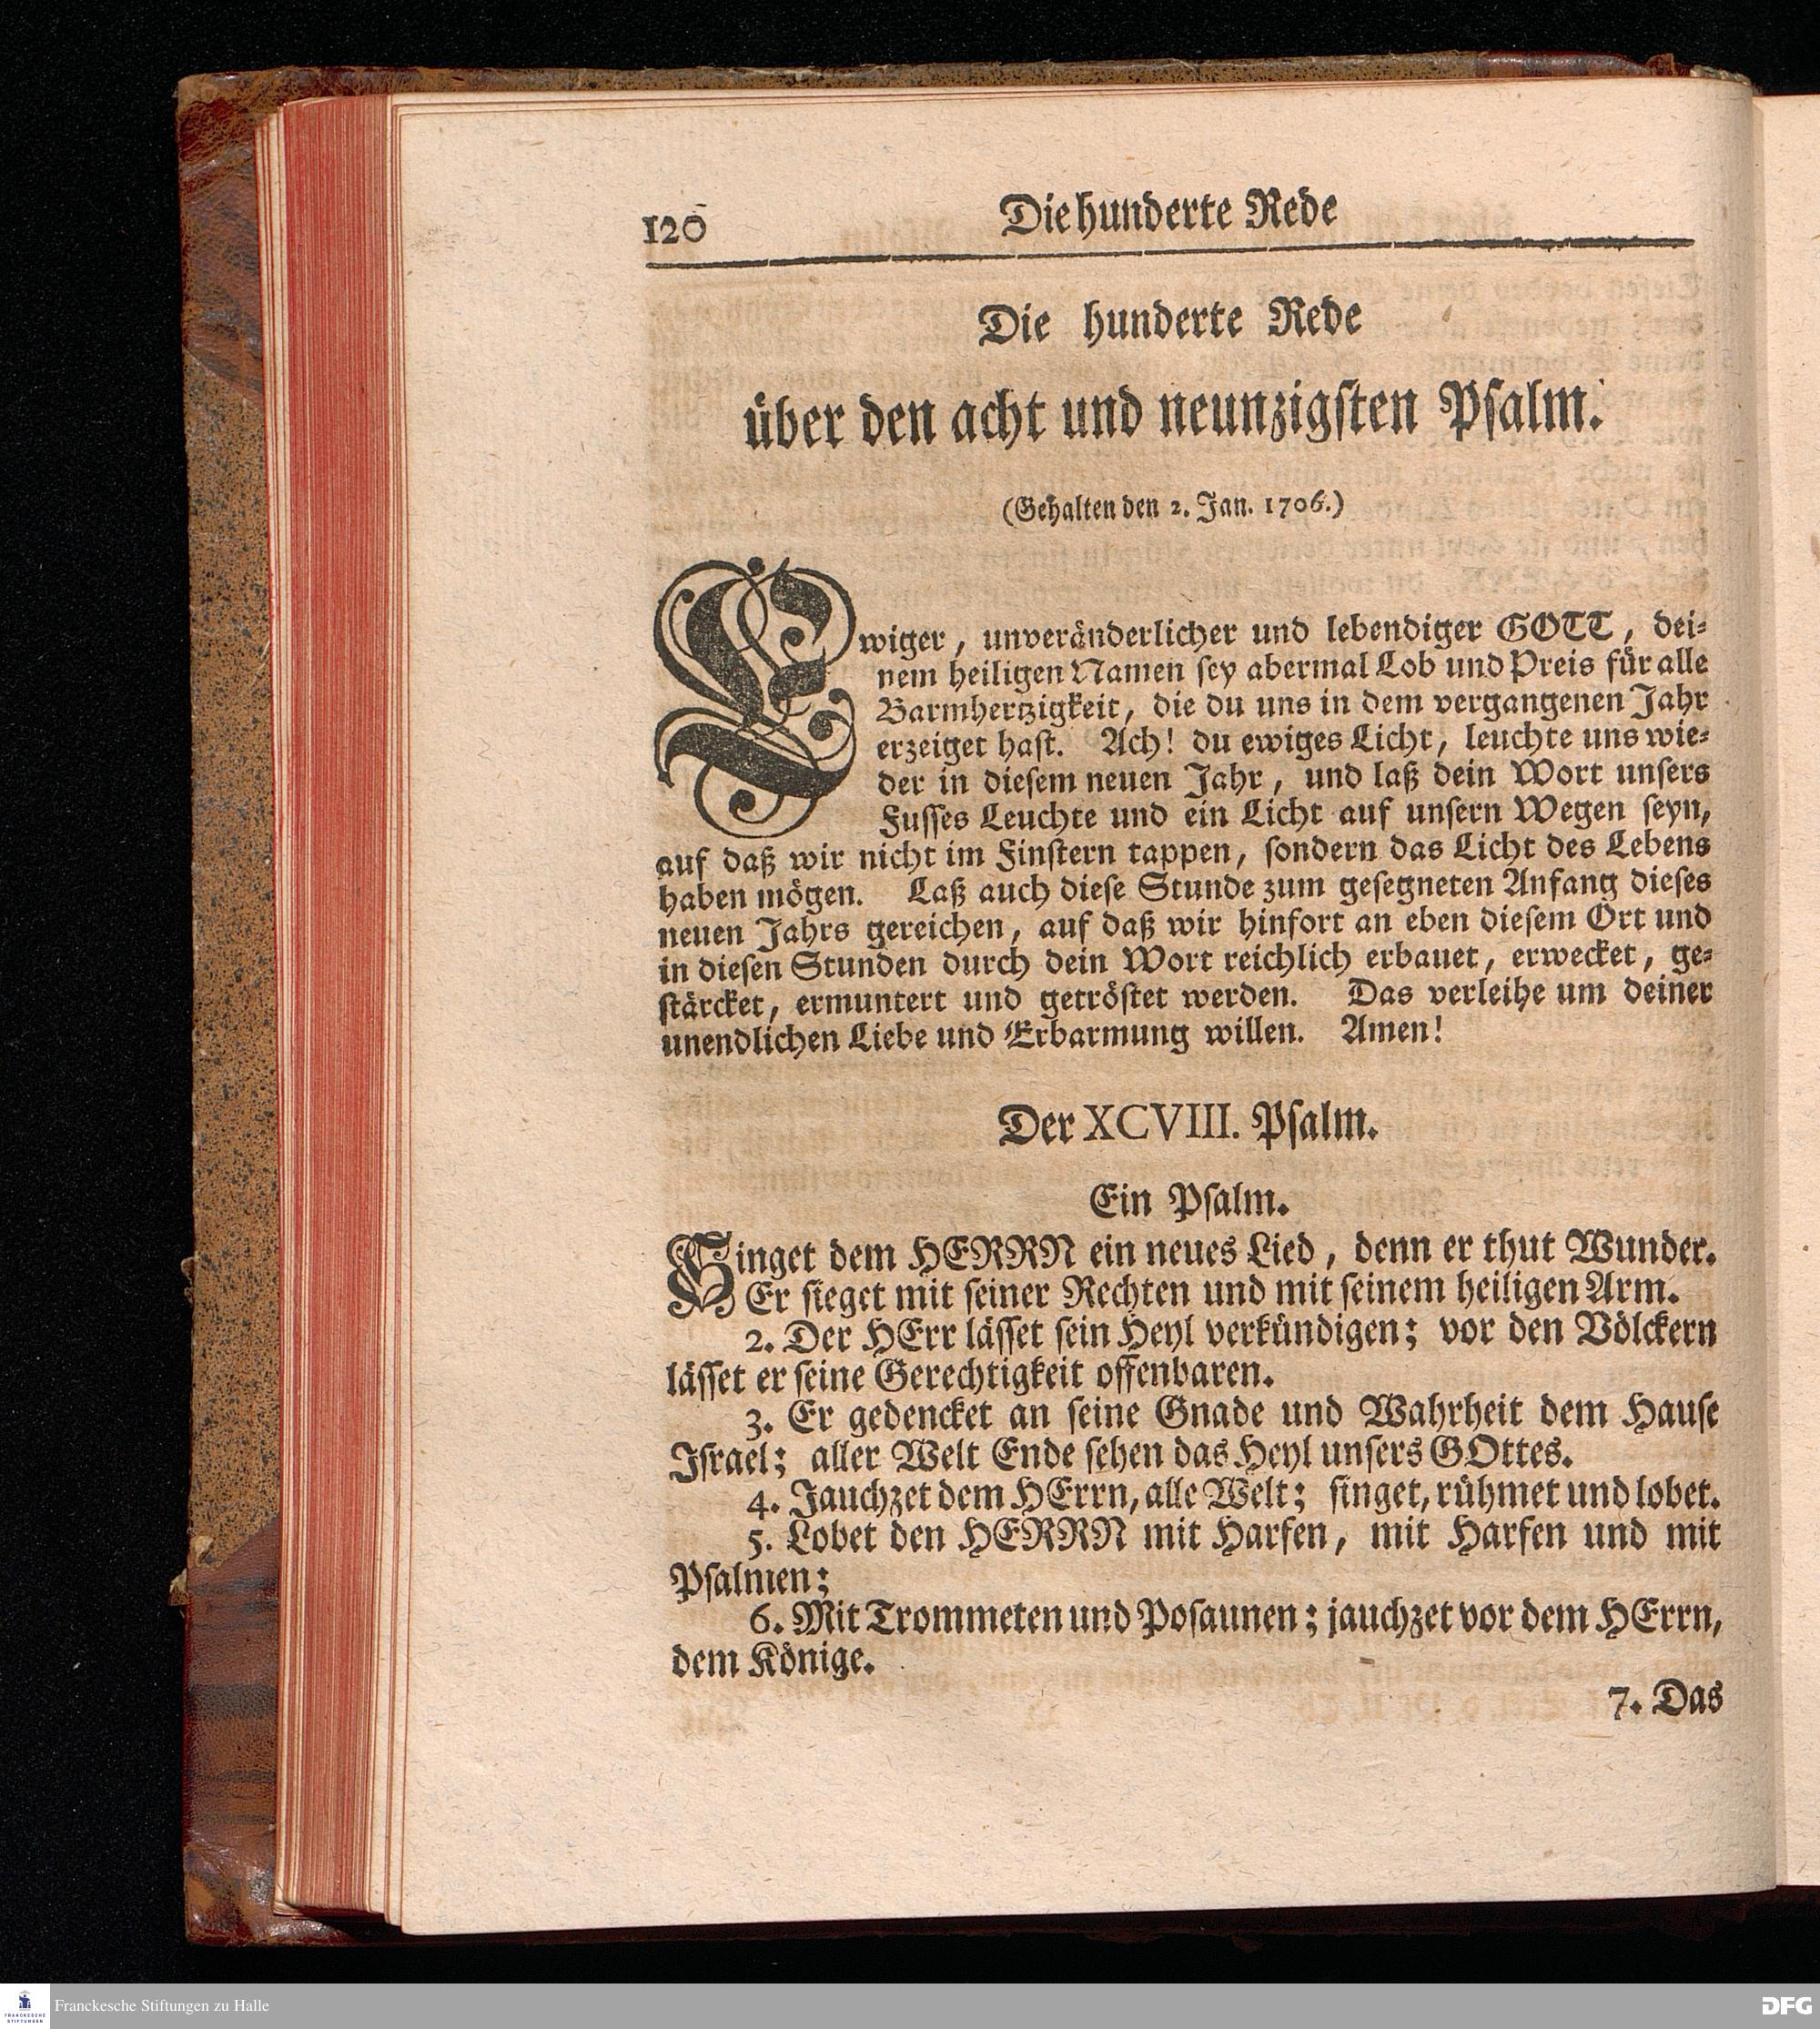 120
Die hunderte Rede
Die hunderte Rede
über den acht und neunzigsten Psalm.
(Gehalten den 2. Jan. 1706.)
Ewiger, unveränderlicher und lebendiger GOTT, dei-
nem heiligen Namen sey abermal Lob und Preis für alle
Barmhertzigkeit, die du uns in dem vergangenen Jahr
erzeiget hast. Ach! du ewiges Licht, leuchte uns wie-
der in diesem neuen Jahr, und laß dein Wort unsers
Fusses Leuchte und ein Licht auf unsern Wegen seyn,
auf daß wir nicht im Finstern tappen, sondern das Licht des Lebens
haben mögen. Laß auch diese Stunde zum gesegneten Anfang dieses
neuen Jahrs gereichen, auf daß wir hinfort an eben diesem Ort und
in diesen Stunden durch dein Wort reichlich erbauet, erwecket, ge-
stärcket, ermuntert und getröstet werden. Das verleihe um deiner
unendlichen Liebe und Erbarmung willen. Amen!
Der XCVIII. Psalm.
Ein Psalm.
Singet dem HERRN ein neues Lied, denn er thut Wunder.
Er sieget mit seiner Rechten und mit seinem heiligen Arm.
2. Der HErr lässet sein Heyl verkündigen; vor den Völckern
lässet er seine Gerechtigkeit offenbaren.
3. Er gedencket an seine Gnade und Wahrheit dem Hause
Israel; aller Welt Ende sehen das Heyl unsers GOttes.
4. Jauchzet dem HErrn, alle Welt; singet, rühmet und lobet.
5. Lobet den HERRN mit Harfen, mit Harfen und mit
Psalmen;
6. Mit Trommeten und Posaunen; jauchzet vor dem HErrn,
dem Könige.
7. Das
FRANCKESCHE
STIFTUNGEN
Franckesche Stiftungen zu Halle
DFG